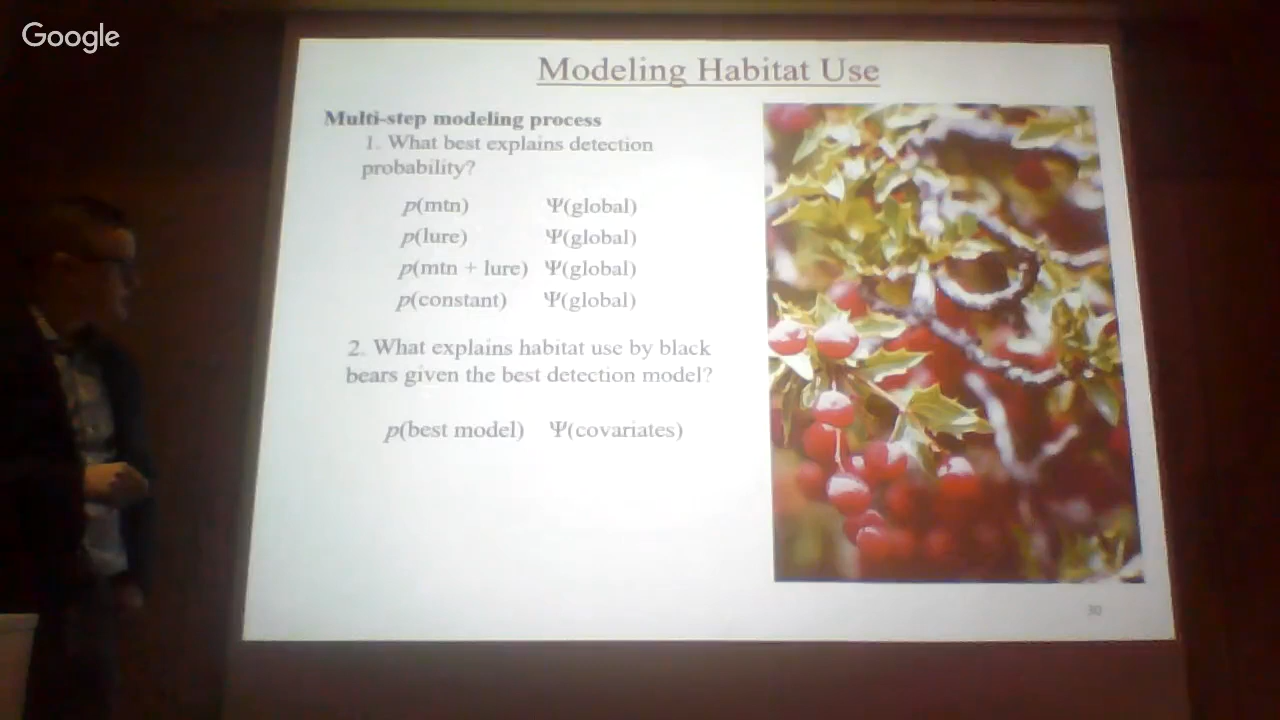 Google
Modeling Habitat Use
Multi-step modeling process
1. What best explains detection
probability?
p(mtn) Ψ(global)
p(lure) Ψ(global)
p(mtn + lure) Ψ(global)
p(constant) Ψ(global)
2. What explains habitat use by black
bears given the best detection model?
p(best model) Ψ(covariates)
30